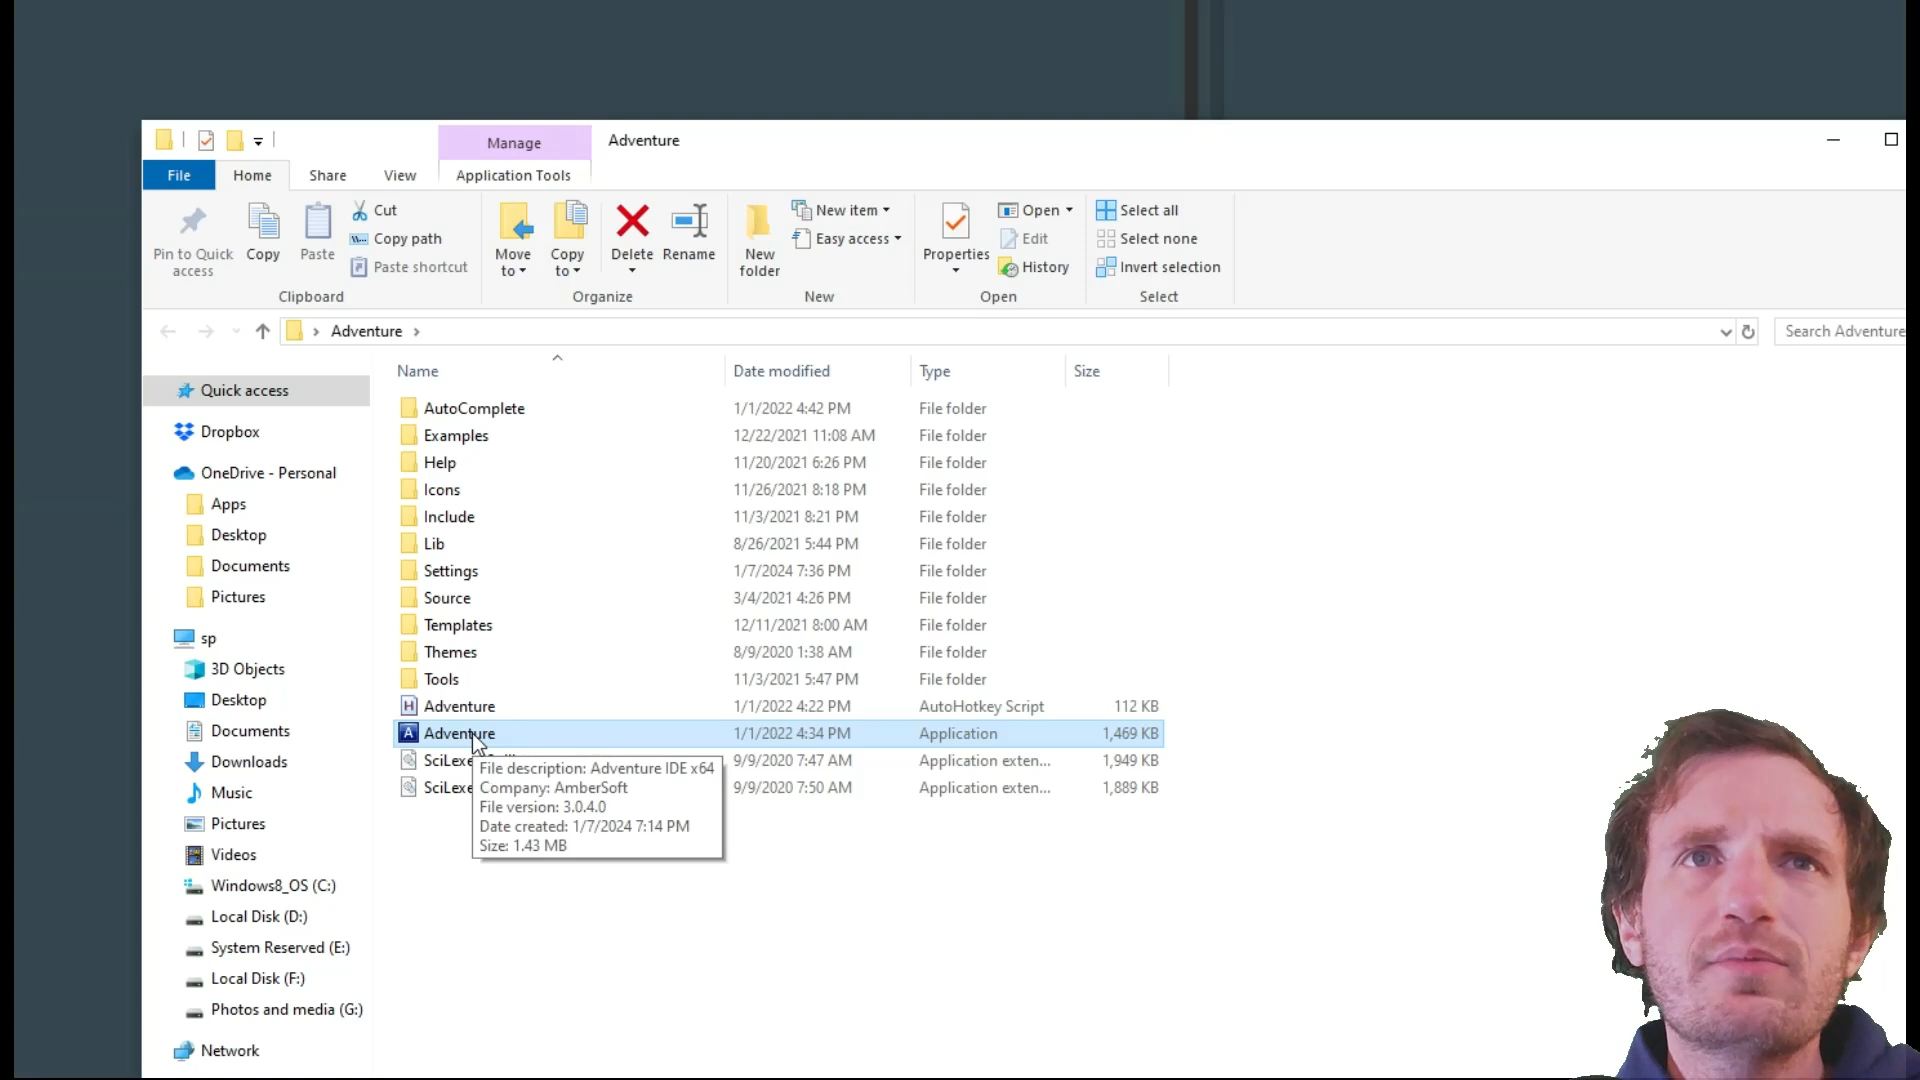 Manage
Adventure
File
Home
Share
View
Application Tools
Pin to Quick
access
Copy
Paste
Cut
Copy path
Paste shortcut
Clipboard
Move
to
Copy
to
Delete
Rename
Organize
New
folder
New item
Easy access
New
Properties
Open
Edit
History
Open
Select all
Select none
Invert selection
Select
Adventure
Search Adventure
Quick access
Dropbox
OneDrive - Personal
Apps
Desktop
Documents
Pictures
sp
3D Objects
Desktop
Documents
Downloads
Music
Pictures
Videos
Windows8_OS (C:)
Local Disk (D:)
System Reserved (E:)
Local Disk (F:)
Photos and media (G:)
Network
Name Date modified Type Size
AutoComplete 1/1/2022 4:42 PM File folder
Examples 12/22/2021 11:08 AM File folder
Help 11/20/2021 6:26 PM File folder
Icons 11/26/2021 8:18 PM File folder
Include 11/3/2021 8:21 PM File folder
Lib 8/26/2021 5:44 PM File folder
Settings 1/7/2024 7:36 PM File folder
Source 3/4/2021 4:26 PM File folder
Templates 12/11/2021 8:00 AM File folder
Themes 8/9/2020 1:38 AM File folder
Tools 11/3/2021 5:47 PM File folder
Adventure 1/1/2022 4:22 PM AutoHotkey Script 112 KB
Adventure 1/1/2022 4:34 PM Application 1,469 KB
SciLexe 9/9/2020 7:47 AM Application exten... 1,949 KB
SciLexe 9/9/2020 7:50 AM Application exten... 1,889 KB
File description: Adventure IDE x64
Company: AmberSoft
File version: 3.0.4.0
Date created: 1/7/2024 7:14 PM
Size: 1.43 MB